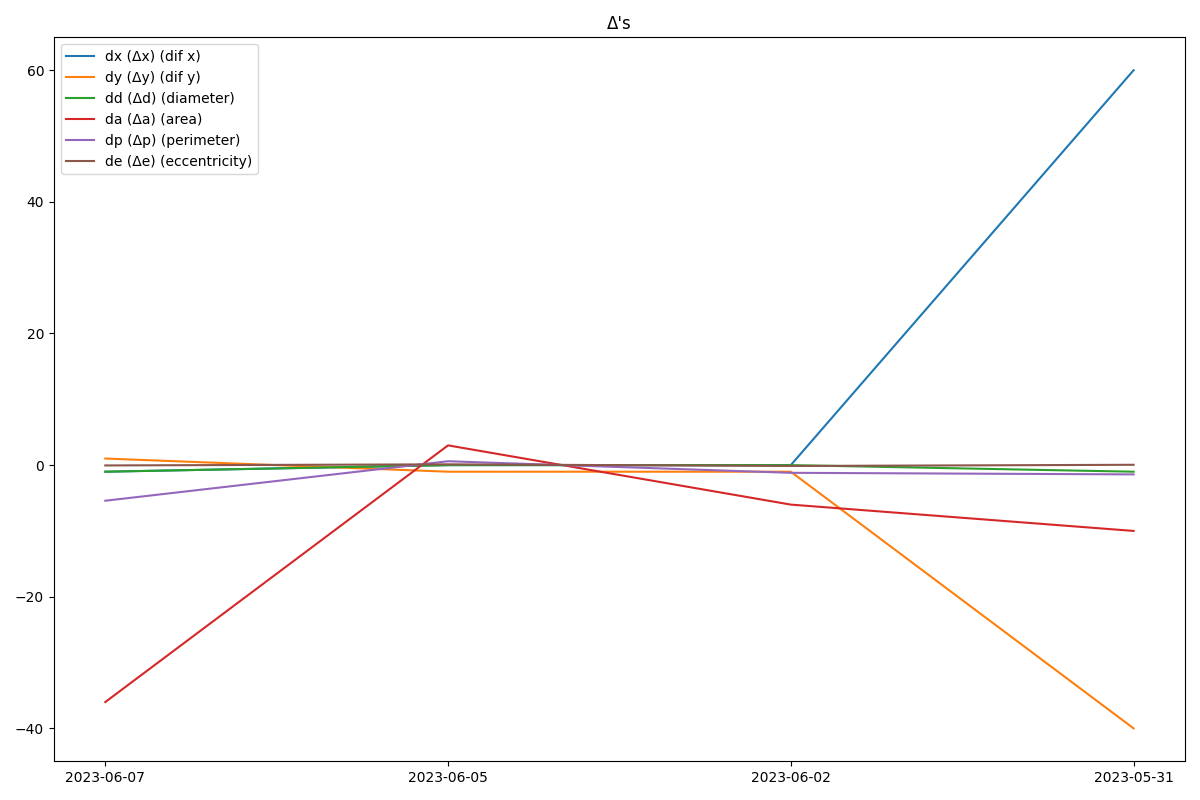 Δ's
dx (Δx) (dif x)
dy (Δy) (dif y)
dd (Δd) (diameter)
da (Δa) (area)
dp (Δp) (perimeter)
de (Δe) (eccentricity)
60
40
20
0
−20
−40
2023-06-07 2023-06-05 2023-06-02 2023-05-31